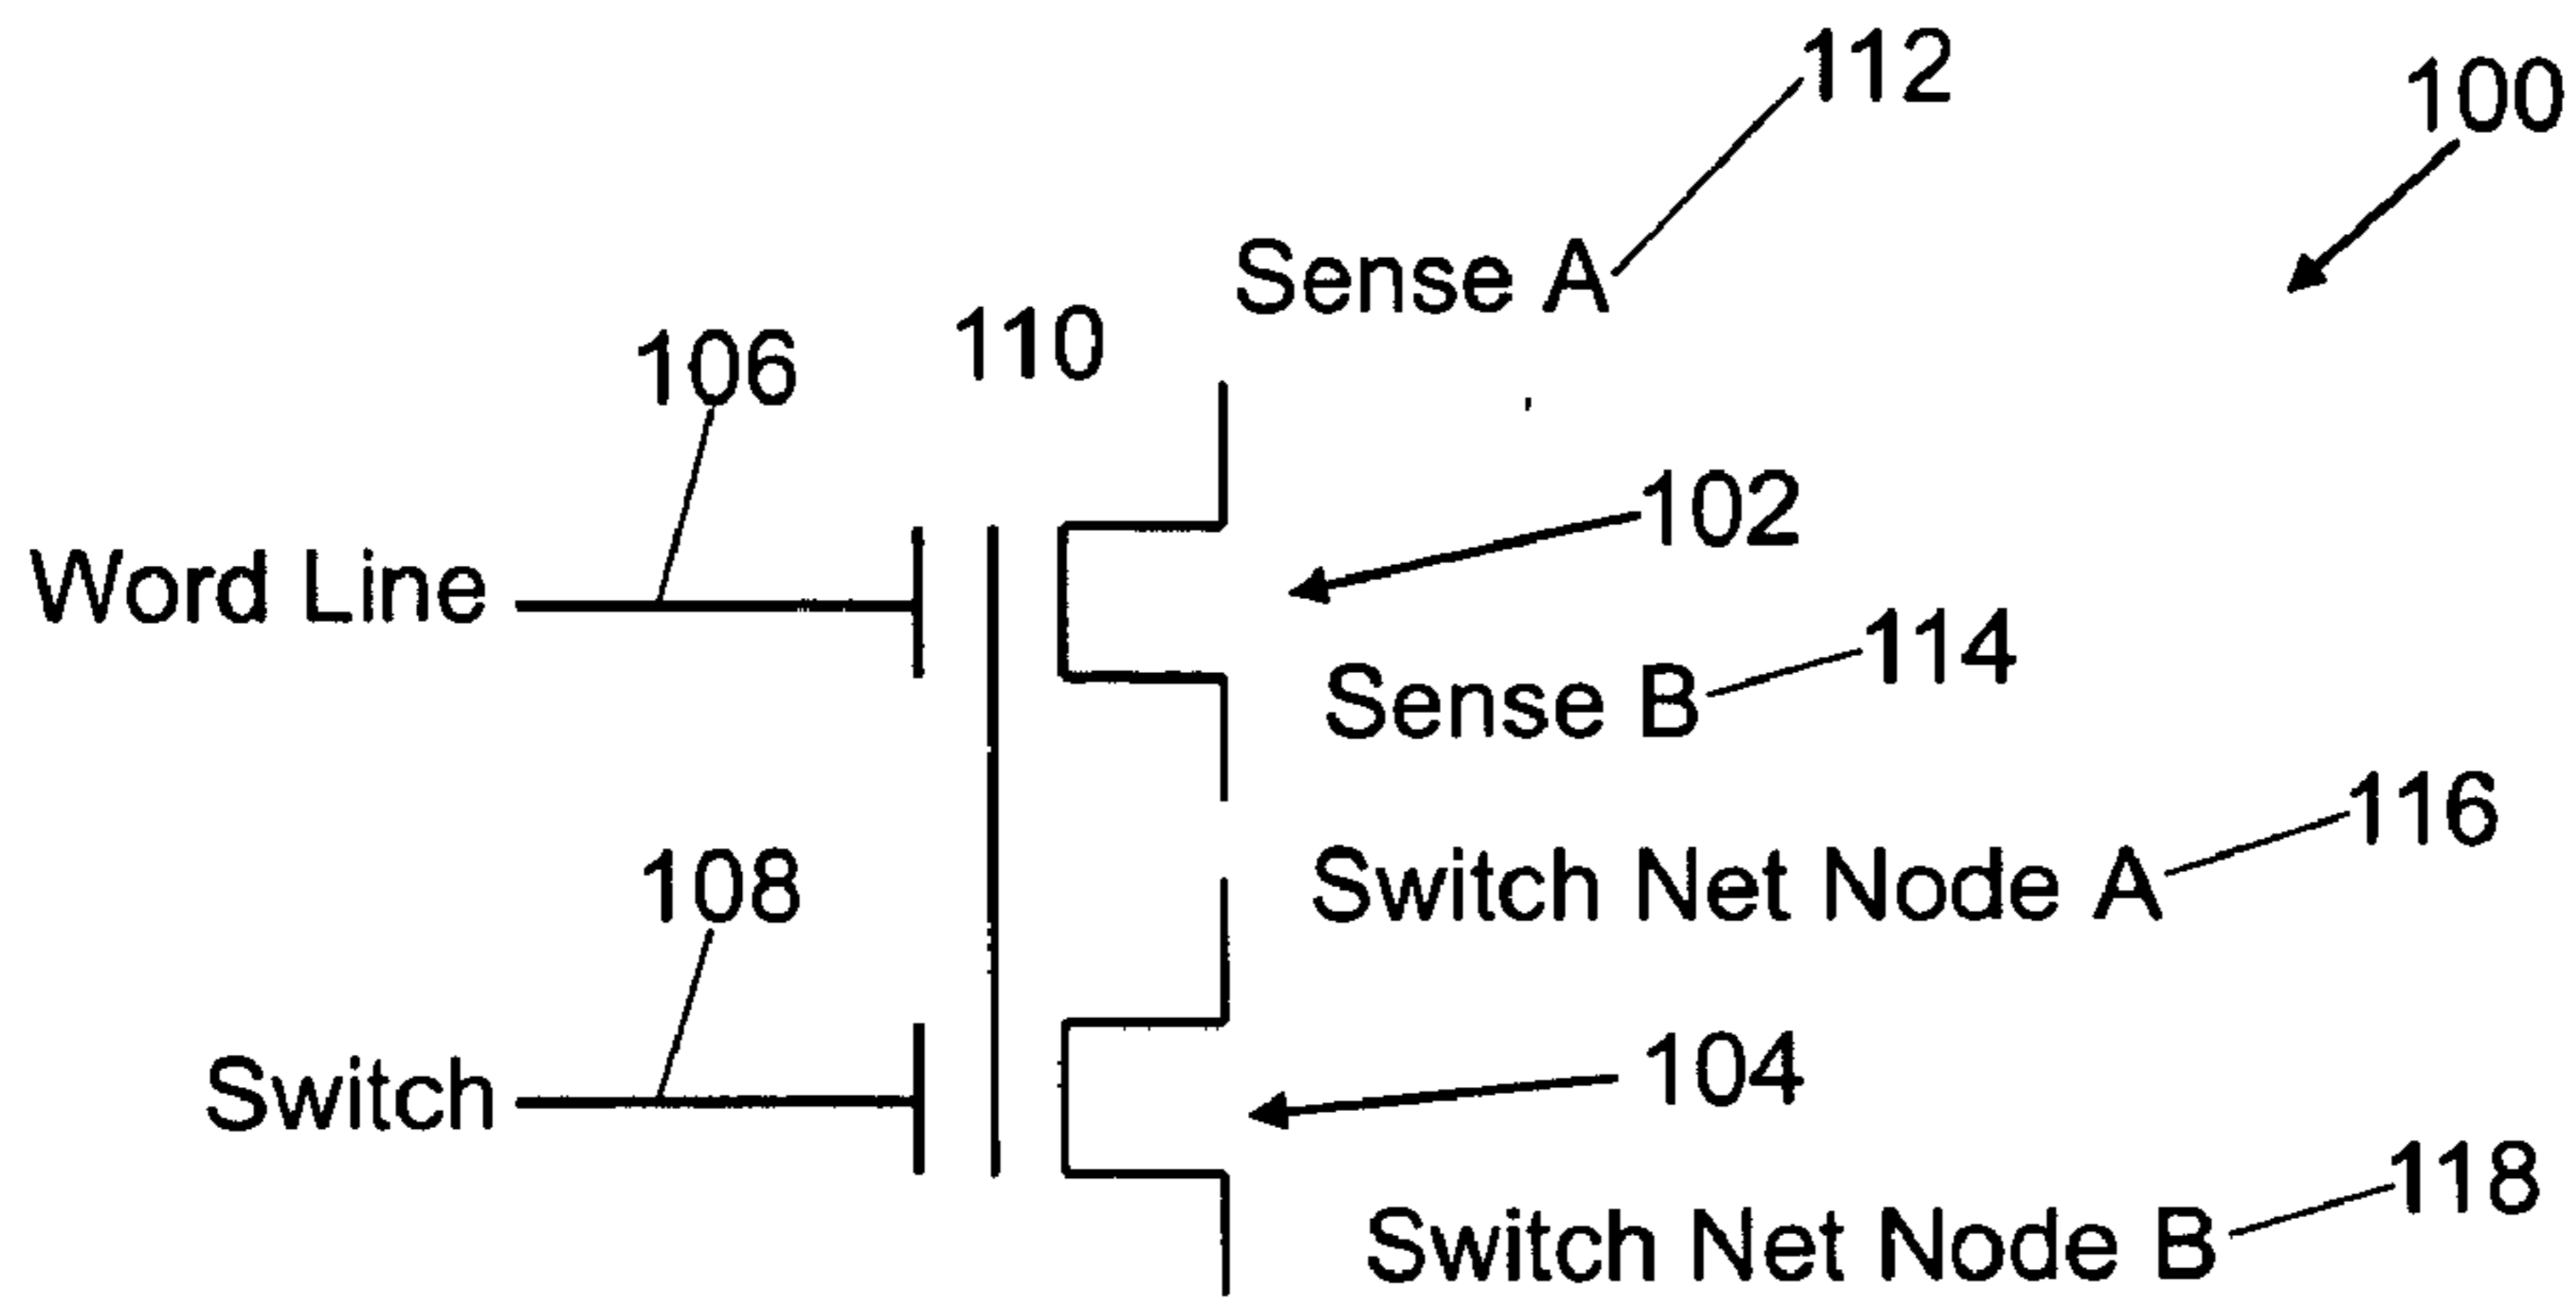 112
100
Sense A
106
110
102
Word Line
114
Sense B
116
108
Switch Net Node A
104
Switch
118
Switch Net Node B